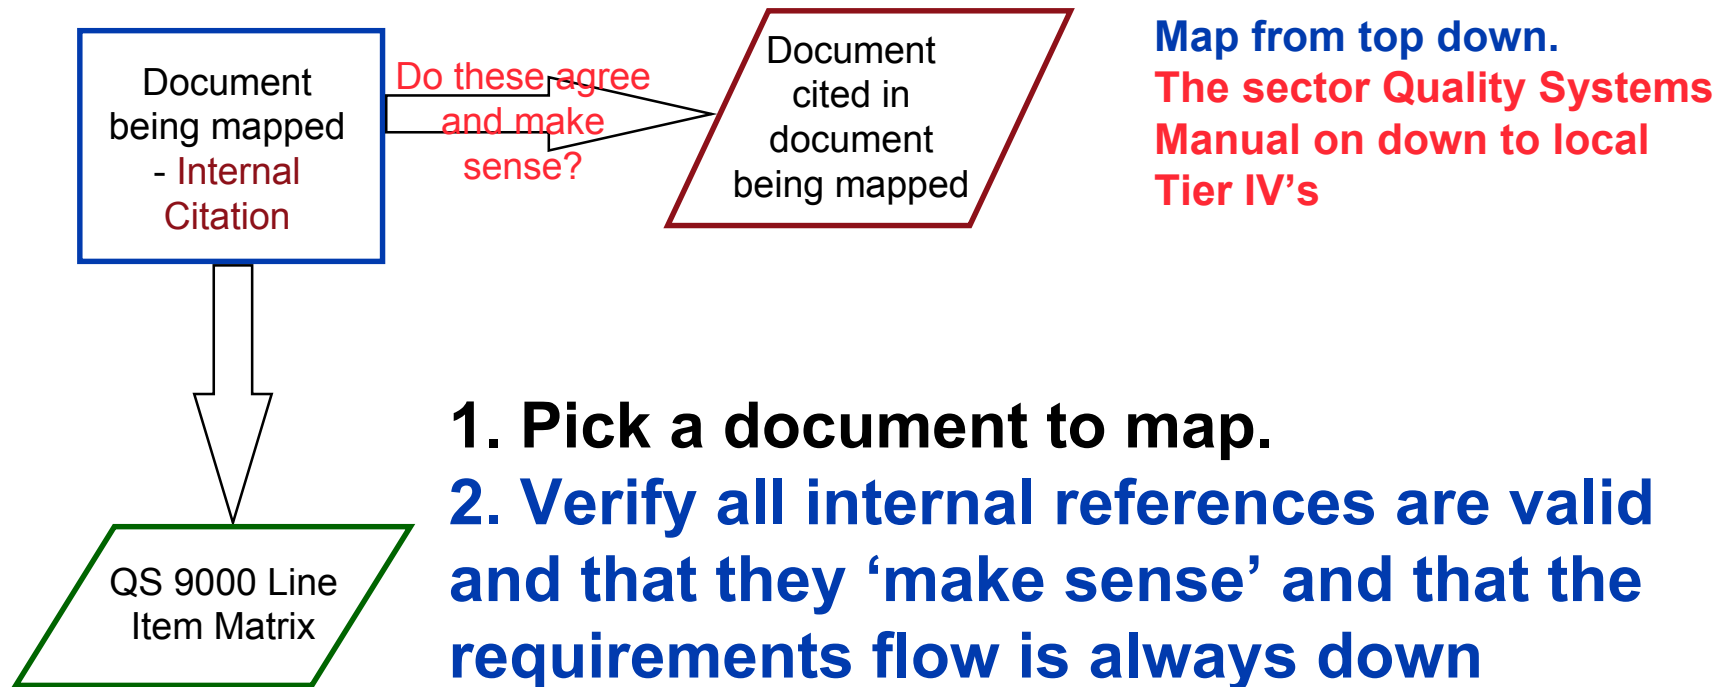 Document
being mapped
- Internal
Citation
Do these agree
and make
sense?
Document
cited in
document
being mapped
Map from top down.
The sector Quality Systems
Manual on down to local
Tier IV’s
QS 9000 Line
Item Matrix
1. Pick a document to map.
2. Verify all internal references are valid
and that they ‘make sense’ and that the
requirements flow is always down